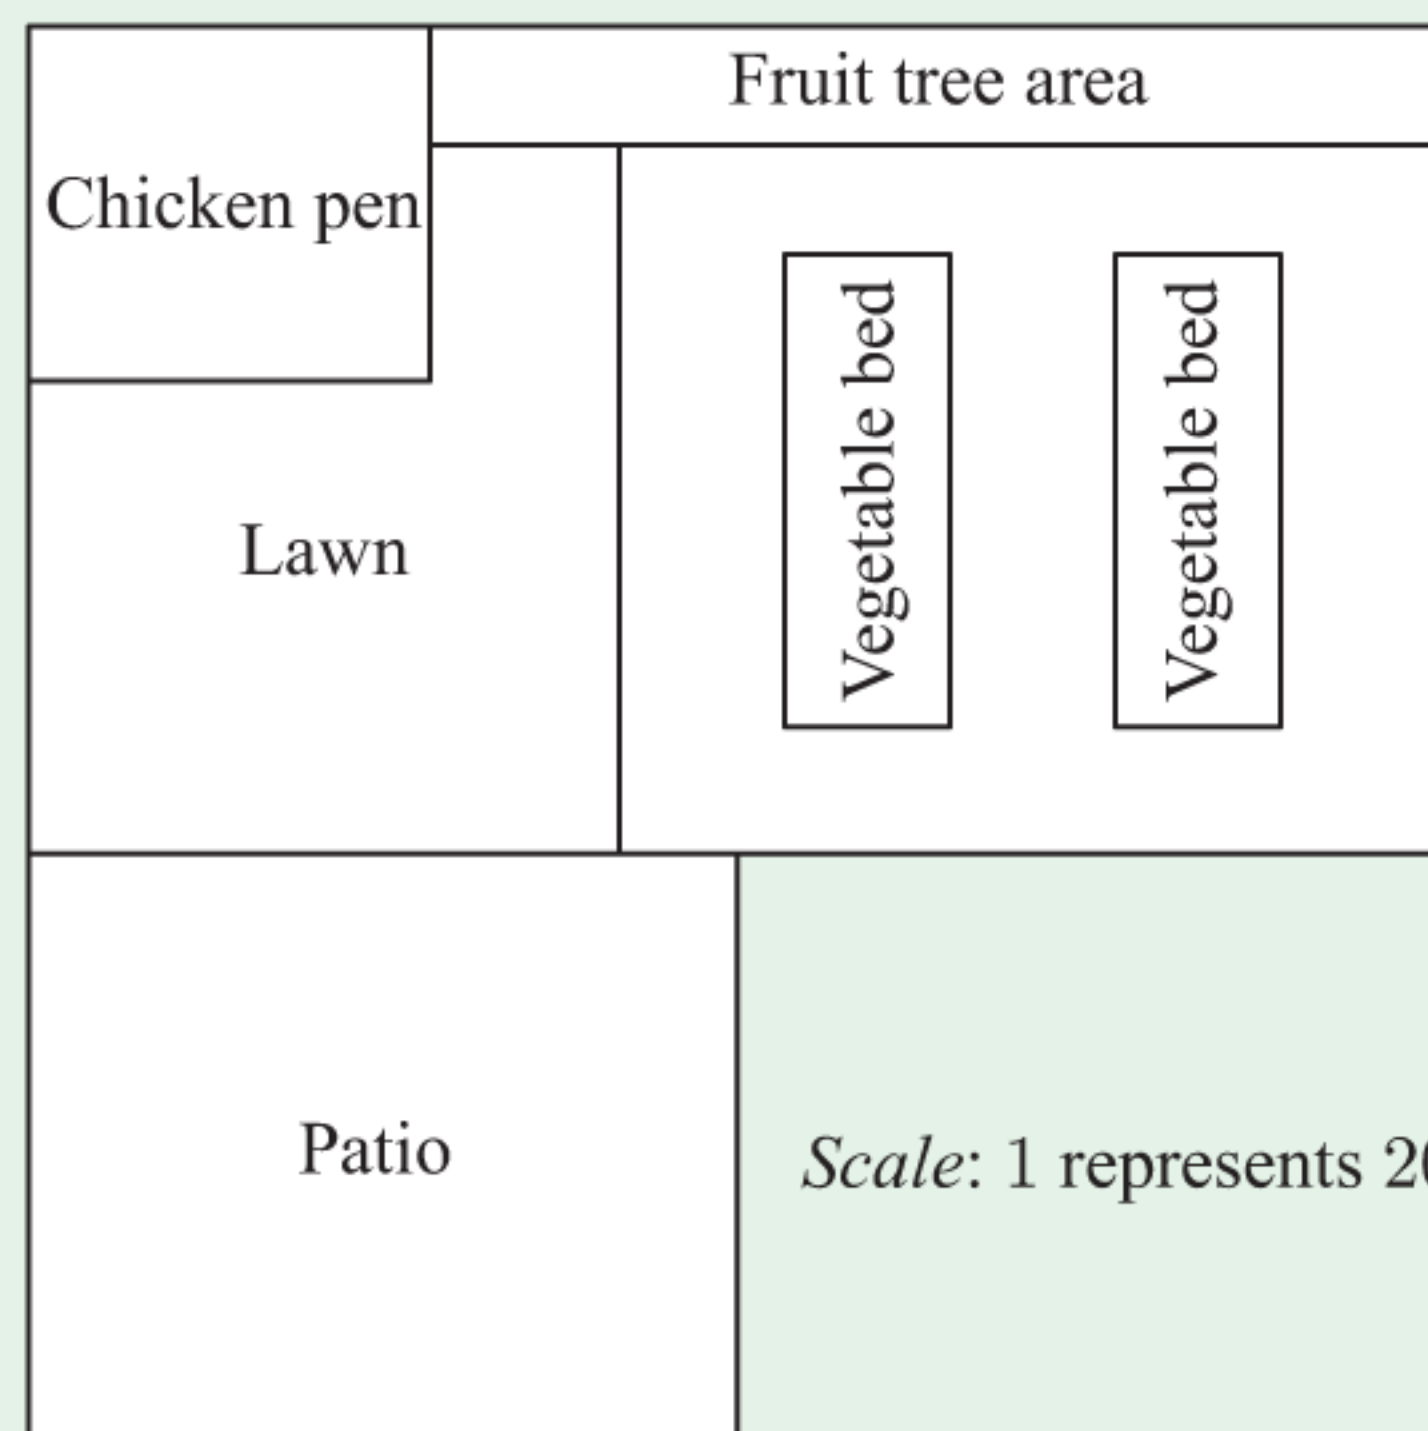 Fruit tree area
Chicken pen
Vegetable bed
Vegetable bed
Lawn
Patio
Scale: 1 represents